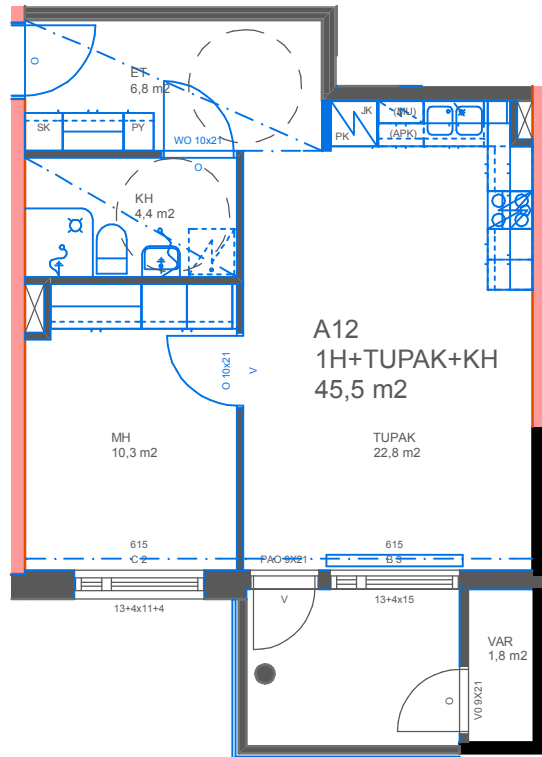 O
ET
6,8 m2
SK
PY
WO 10x21
O
JK
(MU)
PK
(APK)
KH
4,4 m2
A12
1H+TUPAK+KH
45,5 m2
O 10x21
V
MH
10,3 m2
TUPAK
22,8 m2
615
C 2
PAO 9X21
615
B 3
13+4x11+4
V
13+4x15
VAR
1,8 m2
O
V0 9X21